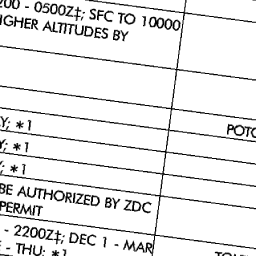 200 - 0500Z‡; SFC TO 10000
IGHER ALTITUDES BY
Y; *1
POTO
Y; *1
; *1
BE AUTHORIZED BY ZDC
PERMIT
- 2200Z‡; DEC 1 - MAR
- THU; *1